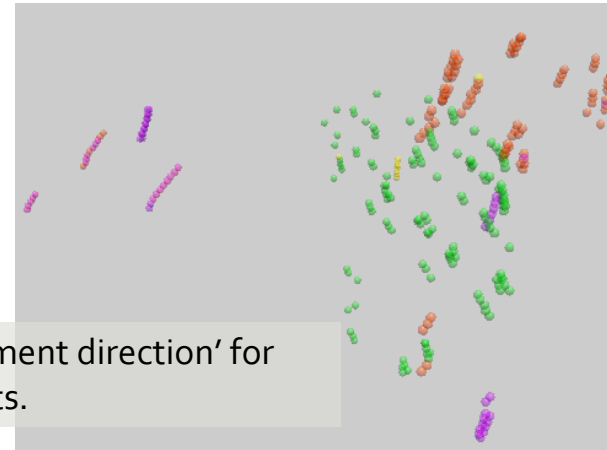 ment direction’ for
ts.